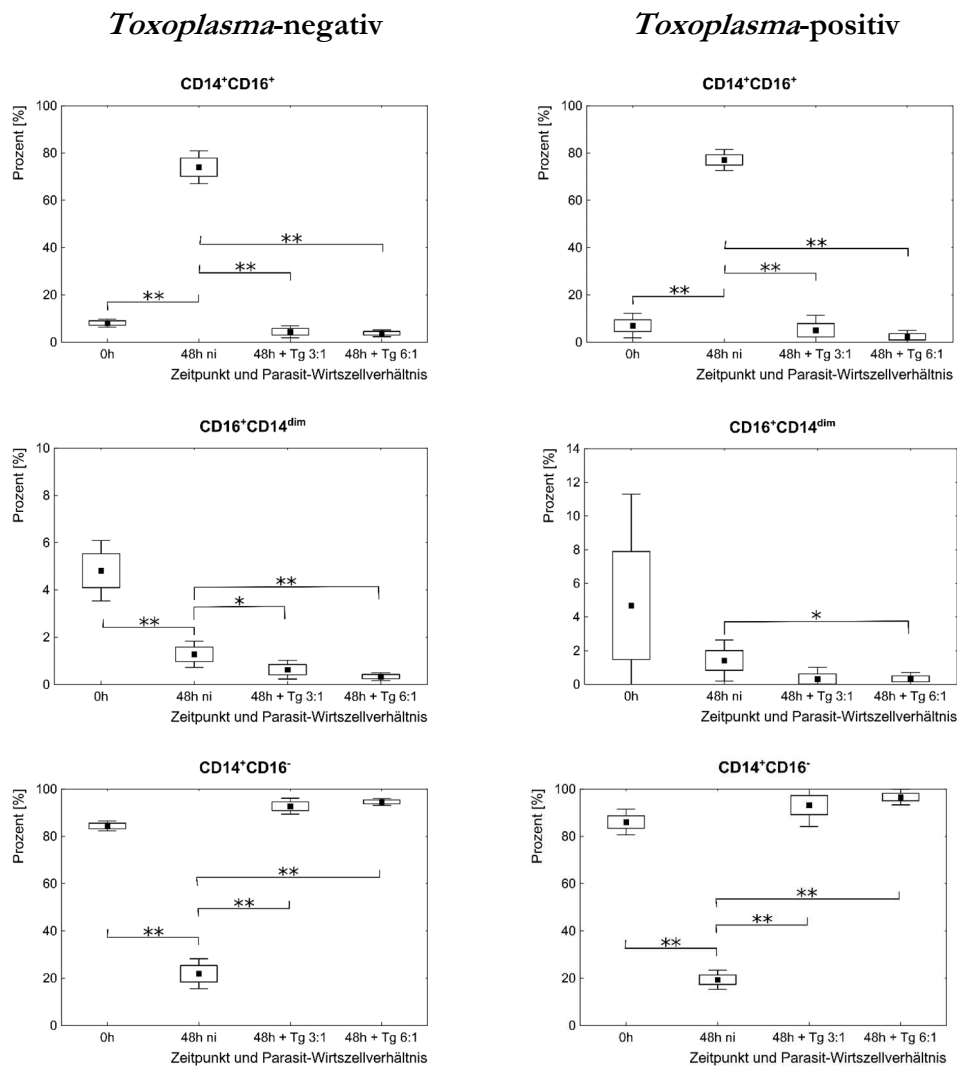 Toxoplasma-negativ
Toxoplasma-positiv
CD14⁺CD16⁺
Prozent [%]
100
80
60
40
20
0
**
**
**
0h
48h ni
48h + Tg 3:1
48h + Tg 6:1
Zeitpunkt und Parasit-Wirtszellverhältnis
CD14⁺CD16⁺
Prozent [%]
100
80
60
40
20
0
**
**
**
0h
48h ni
48h + Tg 3:1
48h + Tg 6:1
Zeitpunkt und Parasit-Wirtszellverhältnis
CD16⁺CD14ᵈⁱᵐ
Prozent [%]
10
8
6
4
2
0
**
*
**
0h
48h ni
48h + Tg 3:1
48h + Tg 6:1
Zeitpunkt und Parasit-Wirtszellverhältnis
CD16⁺CD14ᵈⁱᵐ
Prozent [%]
14
12
10
8
6
4
2
0
*
0h
48h ni
48h + Tg 3:1
48h + Tg 6:1
Zeitpunkt und Parasit-Wirtszellverhältnis
CD14⁺CD16⁻
Prozent [%]
100
80
60
40
20
0
**
**
**
0h
48h ni
48h + Tg 3:1
48h + Tg 6:1
Zeitpunkt und Parasit-Wirtszellverhältnis
CD14⁺CD16⁻
Prozent [%]
100
80
60
40
20
0
**
**
**
0h
48h ni
48h + Tg 3:1
48h + Tg 6:1
Zeitpunkt und Parasit-Wirtszellverhältnis